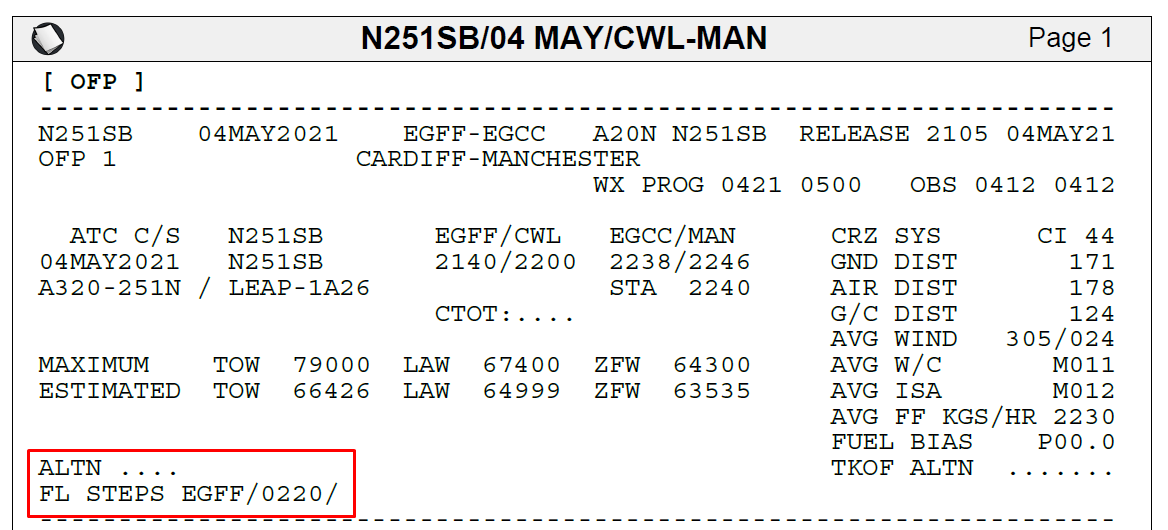 N251SB/04 MAY/CWL-MAN Page 1
[ OFP ]
--------------------------------------------------------------------
N251SB 04MAY2021 EGFF-EGCC A20N N251SB RELEASE 2105 04MAY21
OFP 1 CARDIFF-MANCHESTER
WX PROG 0421 0500 OBS 0412 0412
ATC C/S N251SB EGFF/CWL EGCC/MAN CRZ SYS CI 44
04MAY2021 N251SB 2140/2200 2238/2246 GND DIST 171
A320-251N / LEAP-1A26 STA 2240 AIR DIST 178
CTOT:.... G/C DIST 124
AVG WIND 305/024
MAXIMUM TOW 79000 LAW 67400 ZFW 64300 AVG W/C M011
ESTIMATED TOW 66426 LAW 64999 ZFW 63535 AVG ISA M012
AVG FF KGS/HR 2230
FUEL BIAS P00.0
ALTN .... TKOF ALTN .......
FL STEPS EGFF/0220/
--------------------------------------------------------------------